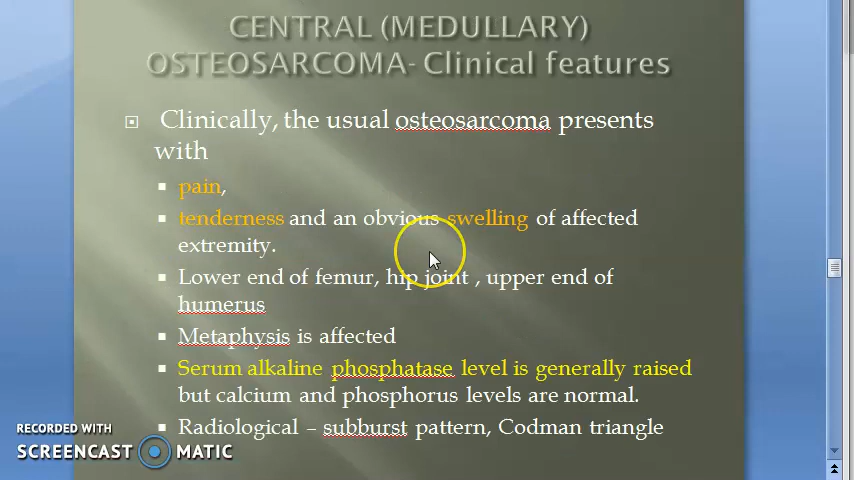 CENTRAL (MEDULLARY)
OSTEOSARCOMA- Clinical features
Clinically, the usual osteosarcoma presents
with
pain,
tenderness and an obvious swelling of affected
extremity.
Lower end of femur, hip joint , upper end of
humerus
Metaphysis is affected
Serum alkaline phosphatase level is generally raised
but calcium and phosphorus levels are normal.
Radiological – subburst pattern, Codman triangle
RECORDED WITH
SCREENCAST MATIC